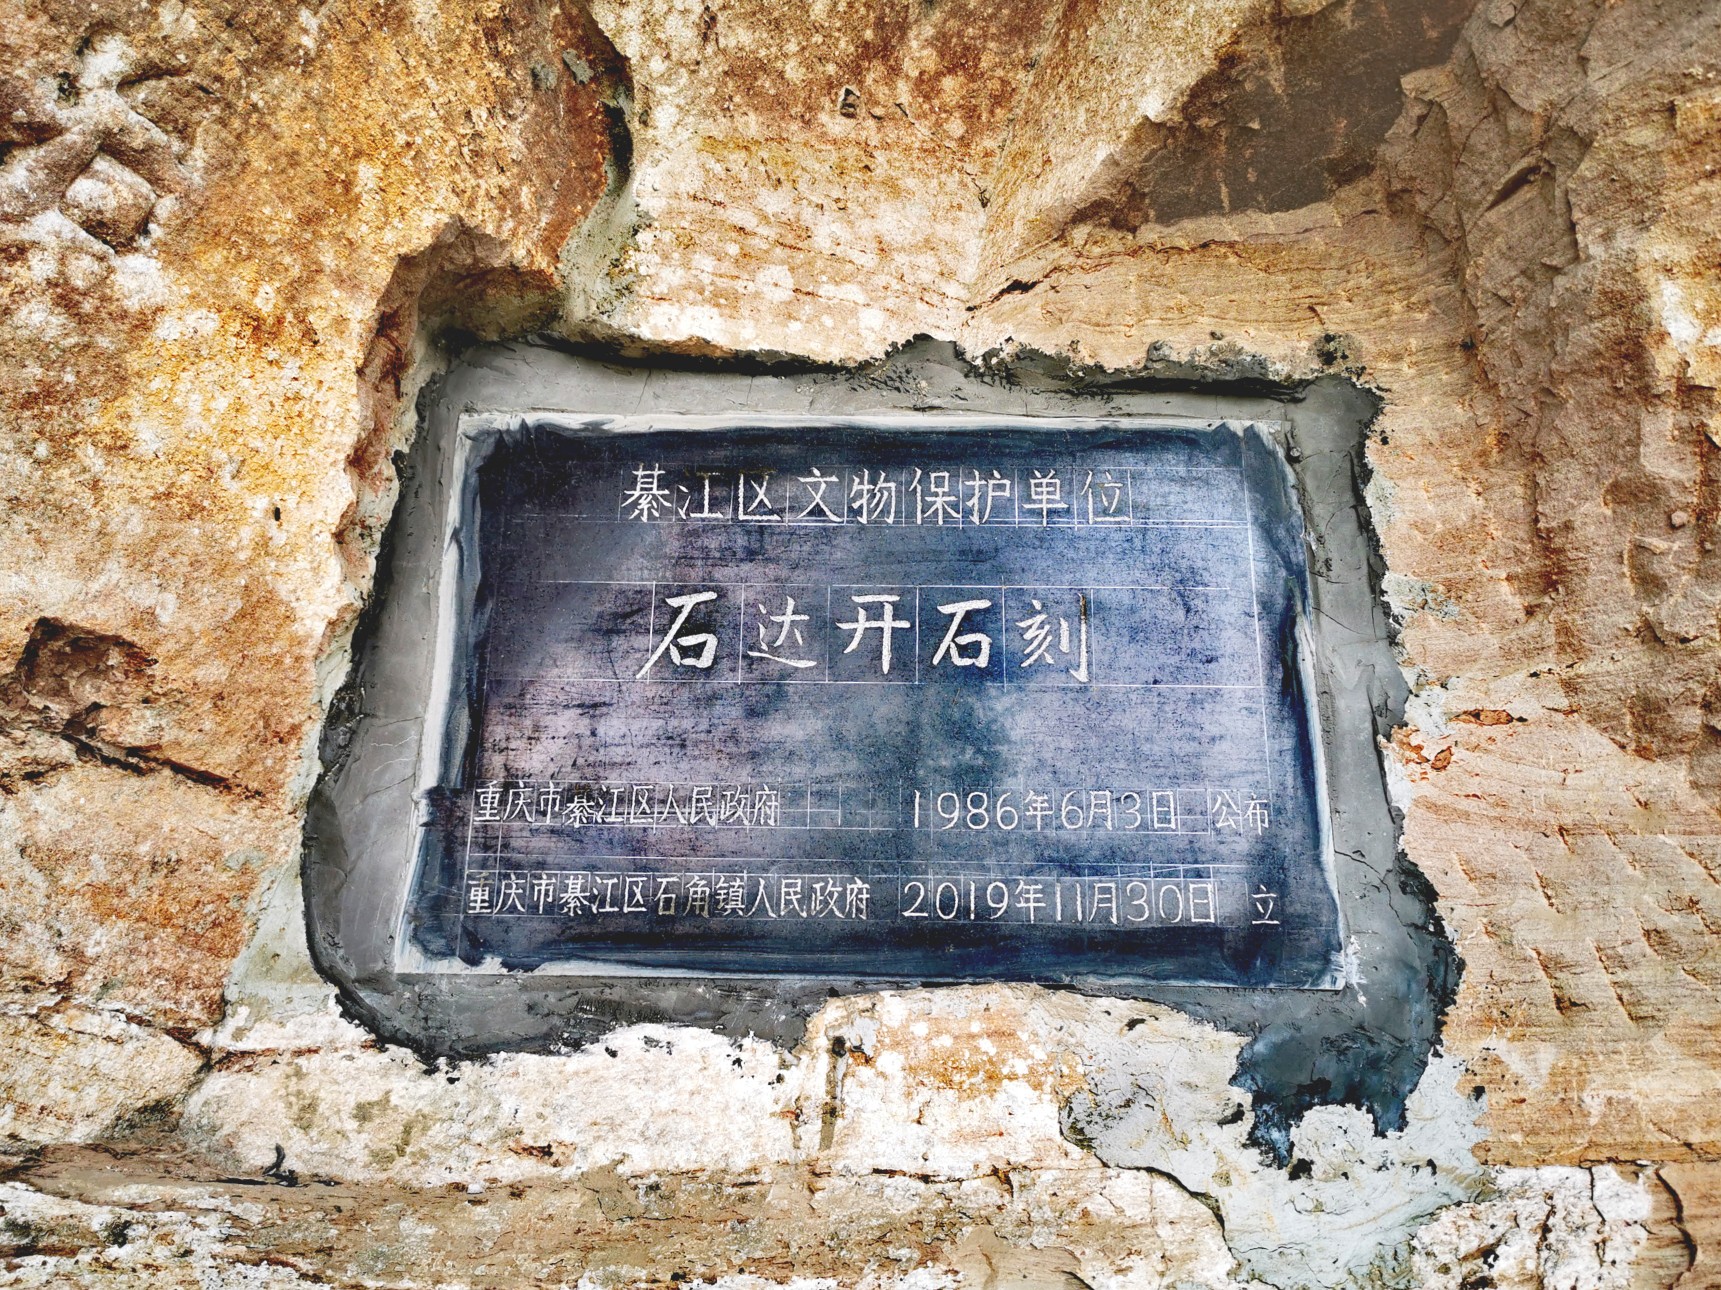 綦江区文物保护单位
石达开石刻
重庆市綦江区人民政府 1986年6月3日 公布
重庆市綦江区石角镇人民政府 2019年11月30日 立